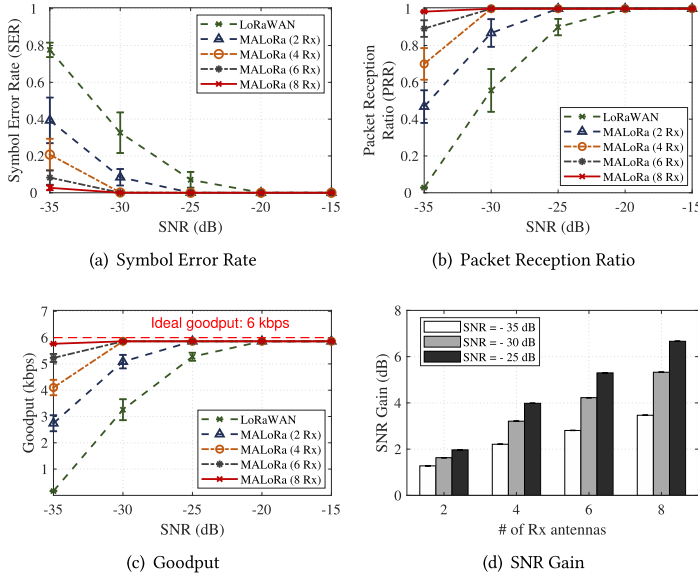 1
0.8
0.6
0.4
0.2
0
Symbol Error Rate (SER)
-35 -30 -25 -20 -15
SNR (dB)
LoRaWAN
MALoRa (2 Rx)
MALoRa (4 Rx)
MALoRa (6 Rx)
MALoRa (8 Rx)
(a) Symbol Error Rate
1
0.8
0.6
0.4
0.2
0
Packet Reception
Ratio (PRR)
-35 -30 -25 -20 -15
SNR (dB)
LoRaWAN
MALoRa (2 Rx)
MALoRa (4 Rx)
MALoRa (6 Rx)
MALoRa (8 Rx)
(b) Packet Reception Ratio
7
6
5
4
3
2
1
Goodput (kbps)
Ideal goodput: 6 kbps
-35 -30 -25 -20 -15
SNR (dB)
LoRaWAN
MALoRa (2 Rx)
MALoRa (4 Rx)
MALoRa (6 Rx)
MALoRa (8 Rx)
(c) Goodput
8
6
4
2
0
SNR Gain (dB)
SNR = - 35 dB
SNR = - 30 dB
SNR = - 25 dB
2 4 6 8
# of Rx antennas
(d) SNR Gain